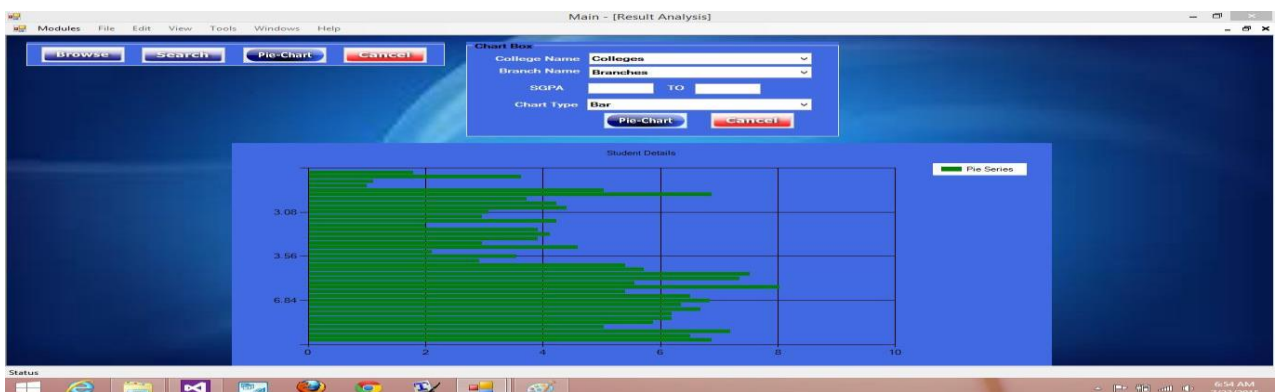 Main - [Result Analysis]
Modules File Edit View Tools Windows Help
Browse Search Pie-Chart Cancel
Chart Box
College Name Colleges
Branch Name Branches
SGPA TO
Chart Type Bar
Pie-Chart Cancel
Student Details
Pie Series
3.08
3.56
6.84
0 2 4 6 8 10
Status
6:54 AM